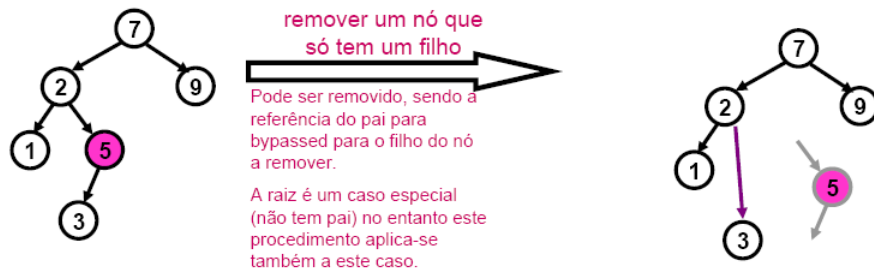 7
2
9
1
5
3
remover um nó que
só tem um filho
Pode ser removido, sendo a
referência do pai para
bypassed para o filho do nó
a remover.
A raiz é um caso especial
(não tem pai) no entanto este
procedimento aplica-se
também a este caso.
7
2
9
1
5
3